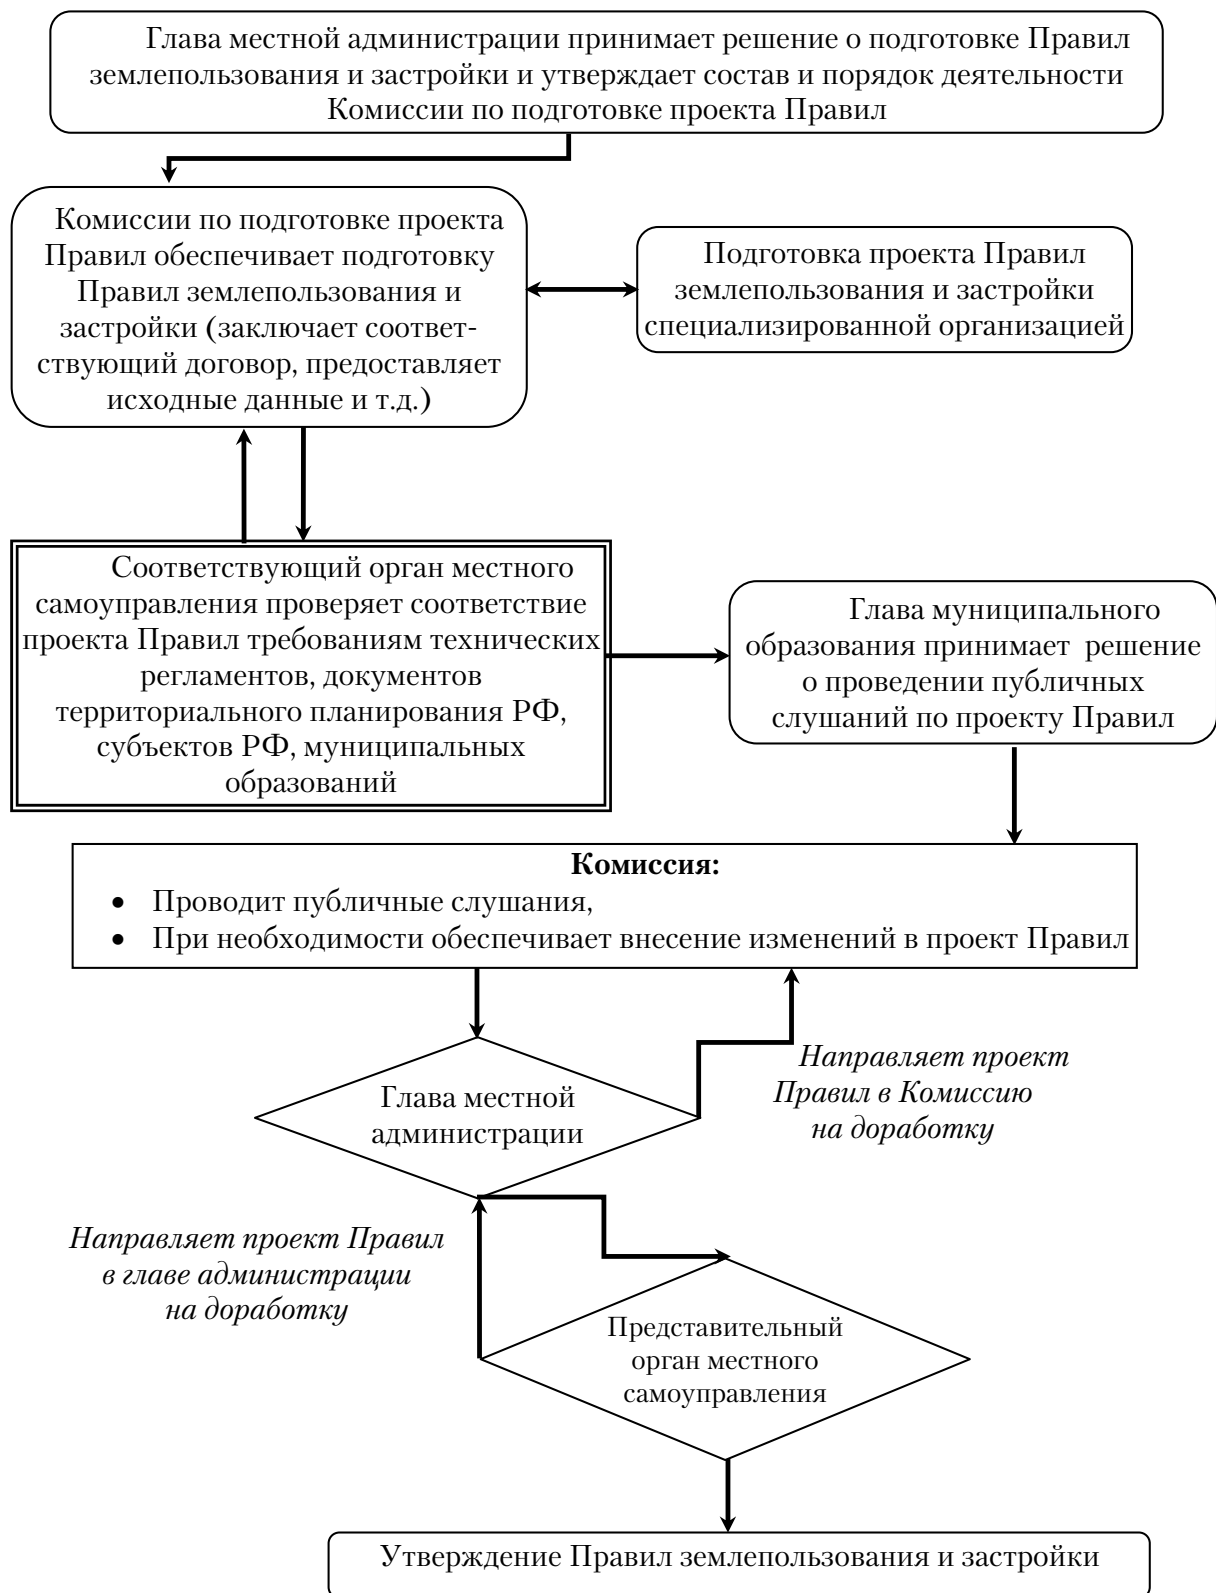 Глава местной администрации принимает решение о подготовке Правил
землепользования и застройки и утверждает состав и порядок деятельности
Комиссии по подготовке проекта Правил
Комиссии по подготовке проекта
Правил обеспечивает подготовку
Правил землепользования и
застройки (заключает соответ-
ствующий договор, предоставляет
исходные данные и т.д.)
Подготовка проекта Правил
землепользования и застройки
специализированной организацией
Соответствующий орган местного
самоуправления проверяет соответствие
проекта Правил требованиям технических
регламентов, документов
территориального планирования РФ,
субъектов РФ, муниципальных
образований
Глава муниципального
образования принимает решение
о проведении публичных
слушаний по проекту Правил
Комиссия:
• Проводит публичные слушания,
• При необходимости обеспечивает внесение изменений в проект Правил
Глава местной
администрации
Направляет проект
Правил в Комиссию
на доработку
Направляет проект Правил
в главе администрации
на доработку
Представительный
орган местного
самоуправления
Утверждение Правил землепользования и застройки